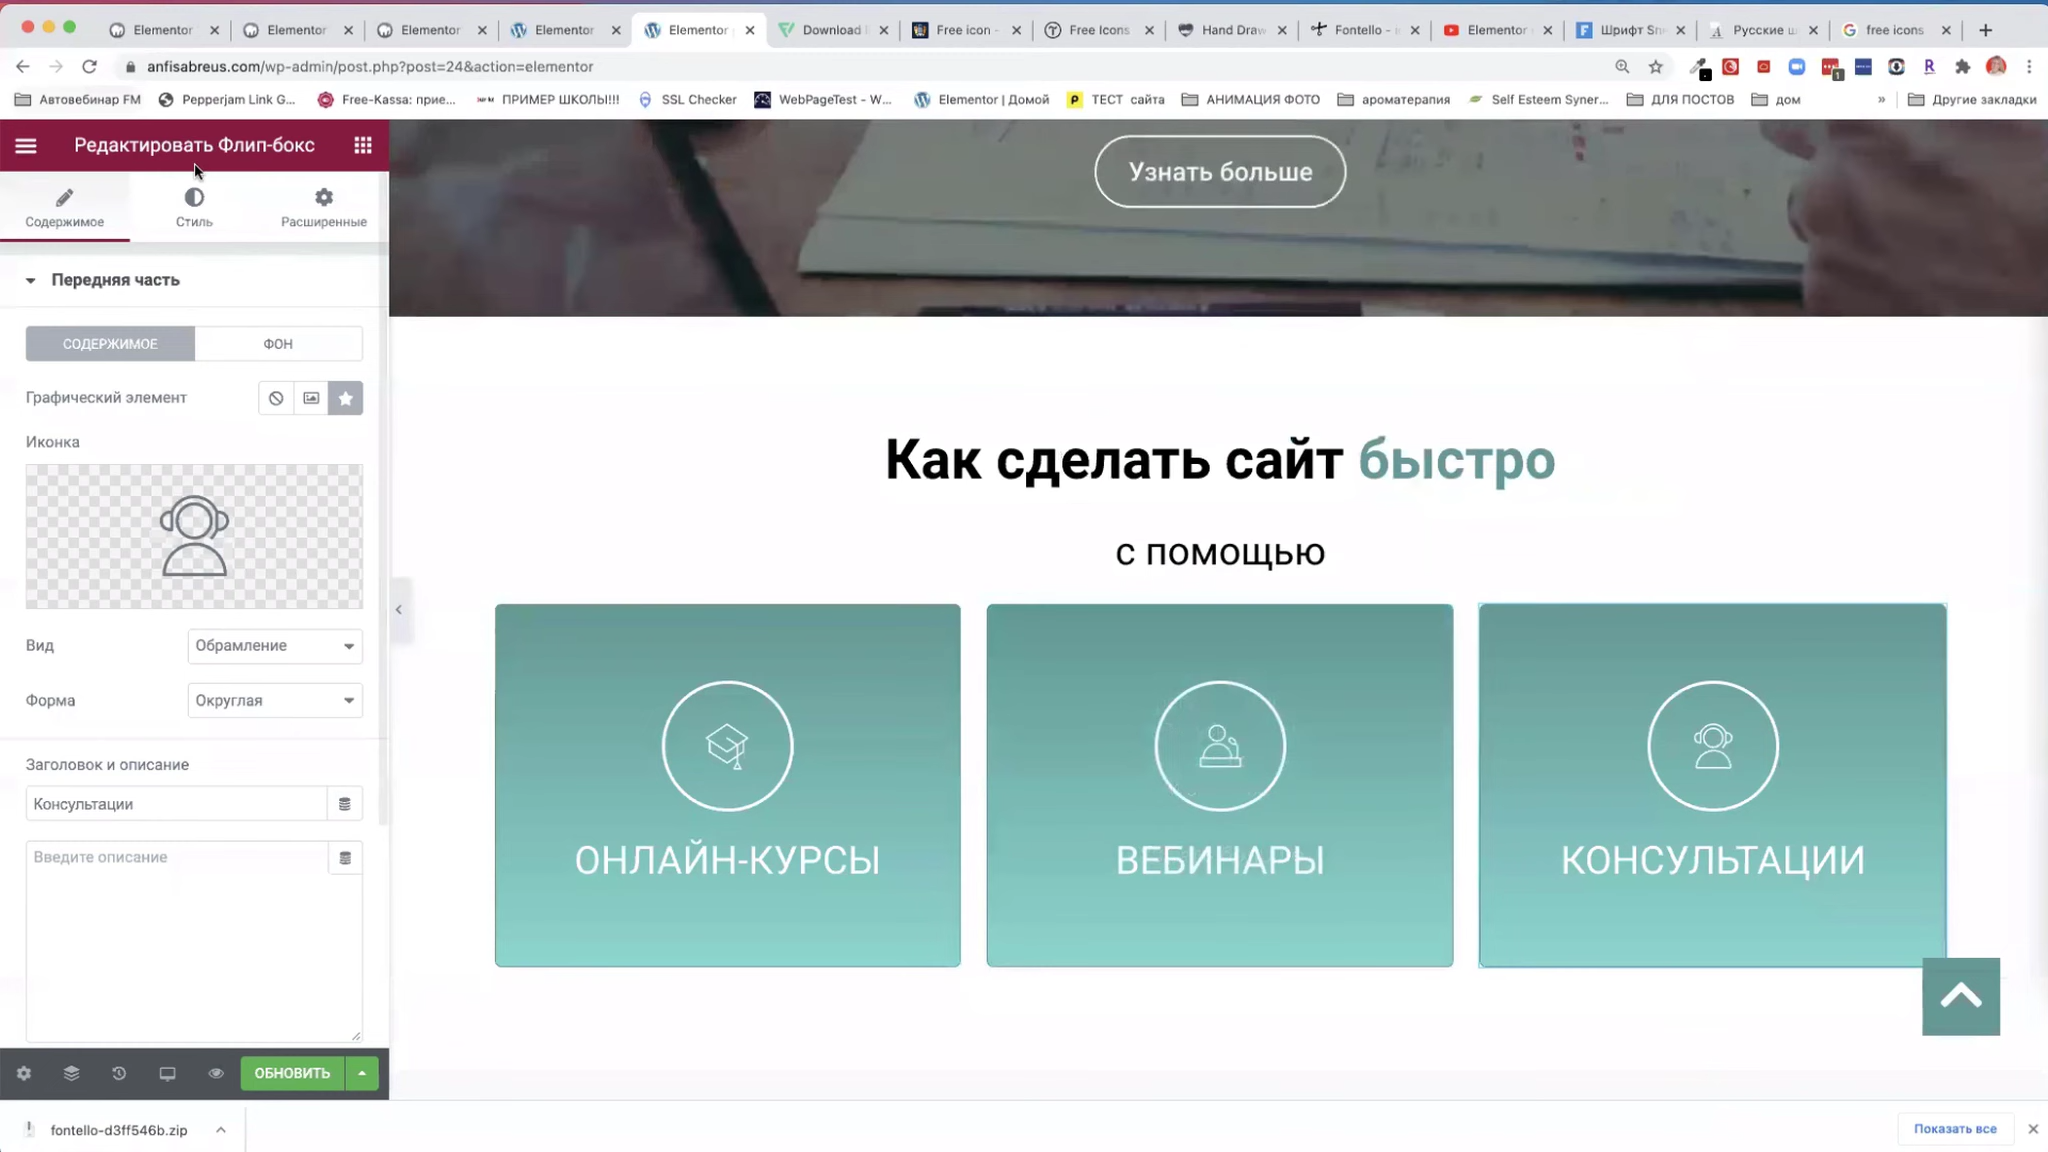 Elementor
Elementor
Elementor
Elementor
Elementor
Download
Free icon -
Free Icons
Hand Draw
Fontello - i
Elementor
Шрифт Sn
Русские ш
free icons
anfisabreus.com/wp-admin/post.php?post=24&action=elementor
1
Автовебинар FM
Pepperjam Link G...
Free-Kassa: прие...
ПРИМЕР ШКОЛЫ!!!
SSL Checker
WebPageTest - W...
Elementor | Домой
ТЕСТ сайта
АНИМАЦИЯ ФОТО
ароматерапия
Self Esteem Syner...
ДЛЯ ПОСТОВ
дом
»
Другие закладки
Редактировать Флип-бокс
Содержимое
Стиль
Расширенные
Передняя часть
СОДЕРЖИМОЕ
ФОН
Графический элемент
Иконка
Вид
Обрамление
Форма
Округлая
Заголовок и описание
Консультации
Введите описание
ОБНОВИТЬ
Узнать больше
Как сделать сайт быстро
с помощью
ОНЛАЙН-КУРСЫ
ВЕБИНАРЫ
КОНСУЛЬТАЦИИ
fontello-d3ff546b.zip
Показать все